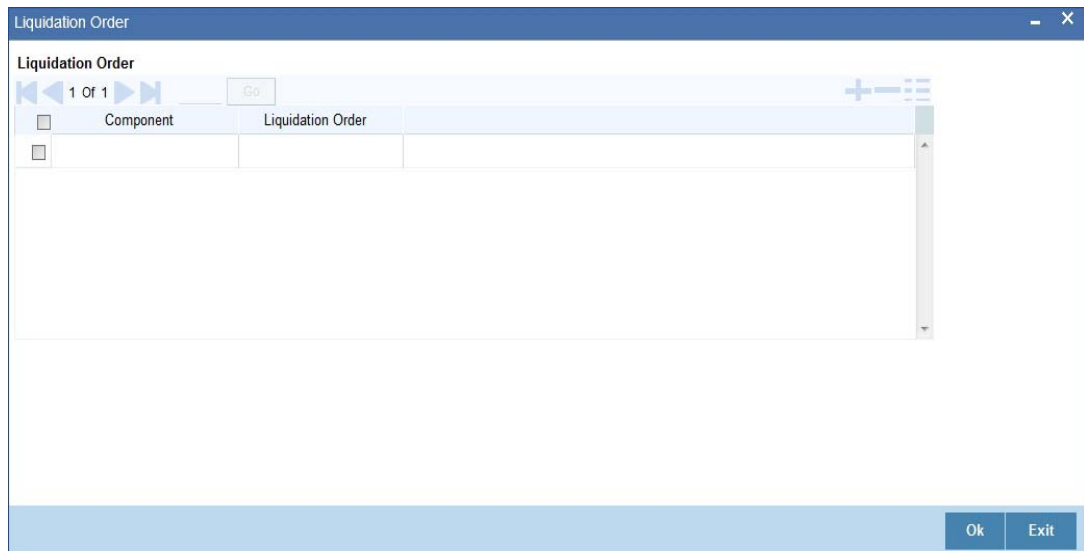 Liquidation Order
Liquidation Order
1 Of 1 Go
Component Liquidation Order
Ok Exit